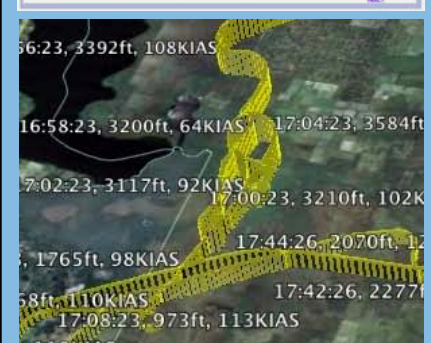 56:23, 3392ft, 108KIAS
16:58:23, 3200ft, 64KIAS
17:04:23, 3584ft
17:02:23, 3117ft, 92KIAS
17:00:23, 3210ft, 102K
17:44:26, 2070ft, 12
, 1765ft, 98KIAS
17:42:26, 2277f
58ft, 110KIAS
17:08:23, 973ft, 113KIAS